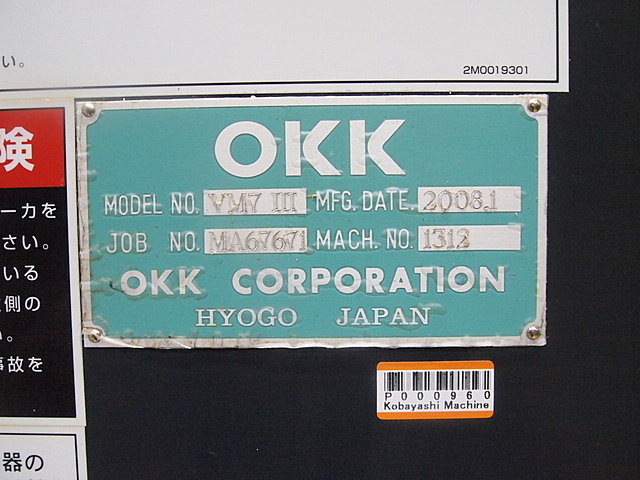 い。
2M0019301
険
ーカを
さい。
いる
側の
い。
事故を
器の
OKK
MODEL NO. VM7 III MFG. DATE. 2008.1
JOB NO. MA67671 MACH. NO. 1312
OKK CORPORATION
HYOGO JAPAN
P000960
Kobayashi Machine